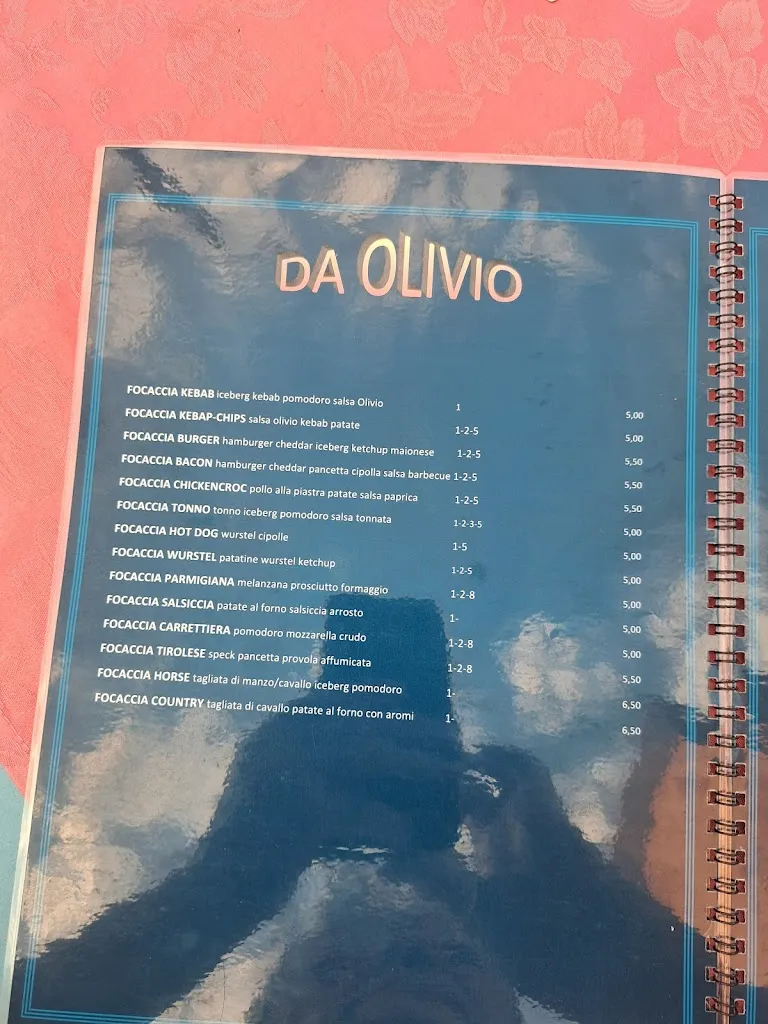 DA OLIVIO
FOCACCIA KEBAB iceberg kebab pomodoro salsa Olivio 1 5,00
FOCACCIA KEBAP-CHIPS salsa olivio kebab patate 1-2-5 5,00
FOCACCIA BURGER hamburger cheddar iceberg ketchup maionese 1-2-5 5,50
FOCACCIA BACON hamburger cheddar pancetta cipolla salsa barbecue 1-2-5 5,50
FOCACCIA CHICKENCROC pollo alla piastra patate salsa paprica 1-2-5 5,50
FOCACCIA TONNO tonno iceberg pomodoro salsa tonnata 1-2-3-5 5,00
FOCACCIA HOT DOG wurstel cipolle 1-5 5,00
FOCACCIA WURSTEL patatine wurstel ketchup 1-2-5 5,00
FOCACCIA PARMIGIANA melanzana prosciutto formaggio 1-2-8 5,00
FOCACCIA SALSICCIA patate al forno salsiccia arrosto 1- 5,00
FOCACCIA CARRETTIERA pomodoro mozzarella crudo 1-2-8 5,00
FOCACCIA TIROLESE speck pancetta provola affumicata 1-2-8 5,50
FOCACCIA HORSE tagliata di manzo/cavallo iceberg pomodoro 1- 6,50
FOCACCIA COUNTRY tagliata di cavallo patate al forno con aromi 1- 6,50